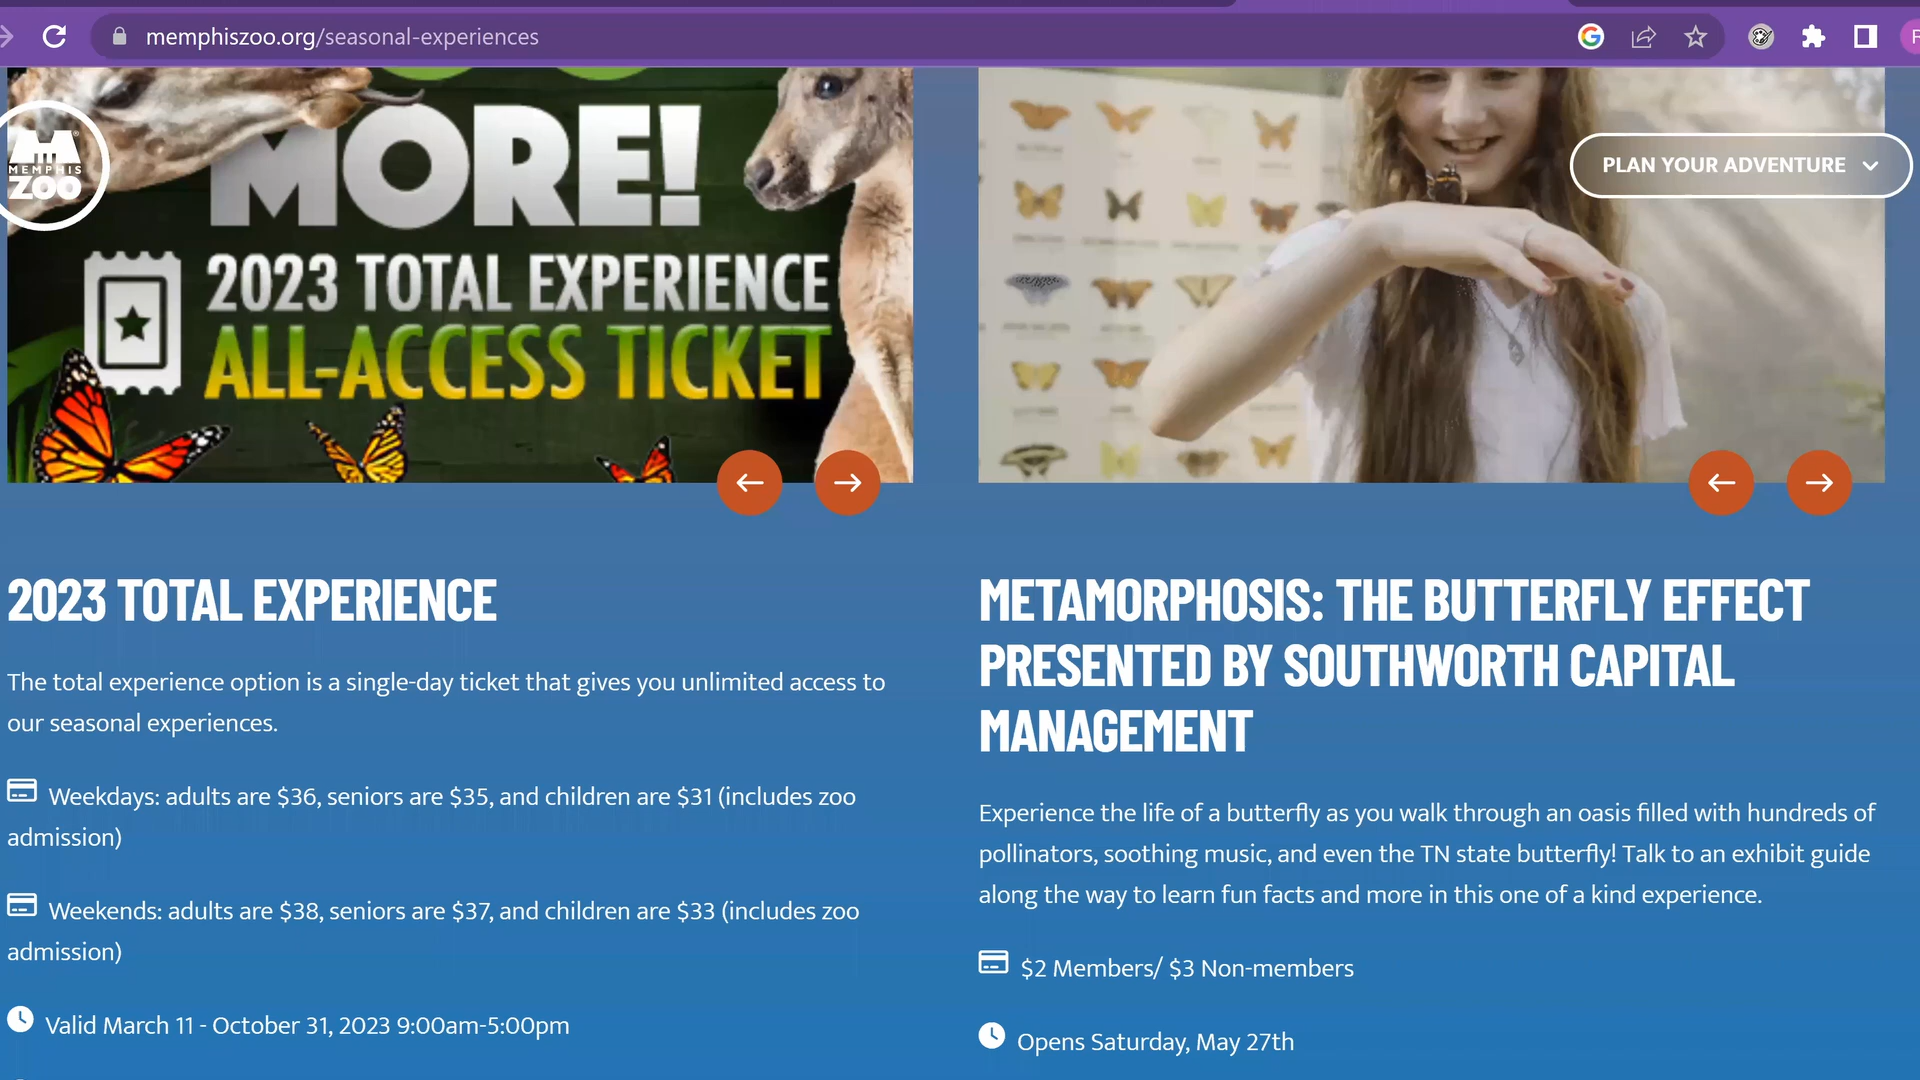 memphiszoo.org/seasonal-experiences
MORE!
MEMPHIS
ZOO
2023 TOTAL EXPERIENCE
ALL-ACCESS TICKET
PLAN YOUR ADVENTURE
2023 TOTAL EXPERIENCE
The total experience option is a single-day ticket that gives you unlimited access to
our seasonal experiences.
Weekdays: adults are $36, seniors are $35, and children are $31 (includes zoo
admission)
Weekends: adults are $38, seniors are $37, and children are $33 (includes zoo
admission)
Valid March 11 - October 31, 2023 9:00am-5:00pm
METAMORPHOSIS: THE BUTTERFLY EFFECT
PRESENTED BY SOUTHWORTH CAPITAL
MANAGEMENT
Experience the life of a butterfly as you walk through an oasis filled with hundreds of
pollinators, soothing music, and even the TN state butterfly! Talk to an exhibit guide
along the way to learn fun facts and more in this one of a kind experience.
$2 Members/ $3 Non-members
Opens Saturday, May 27th